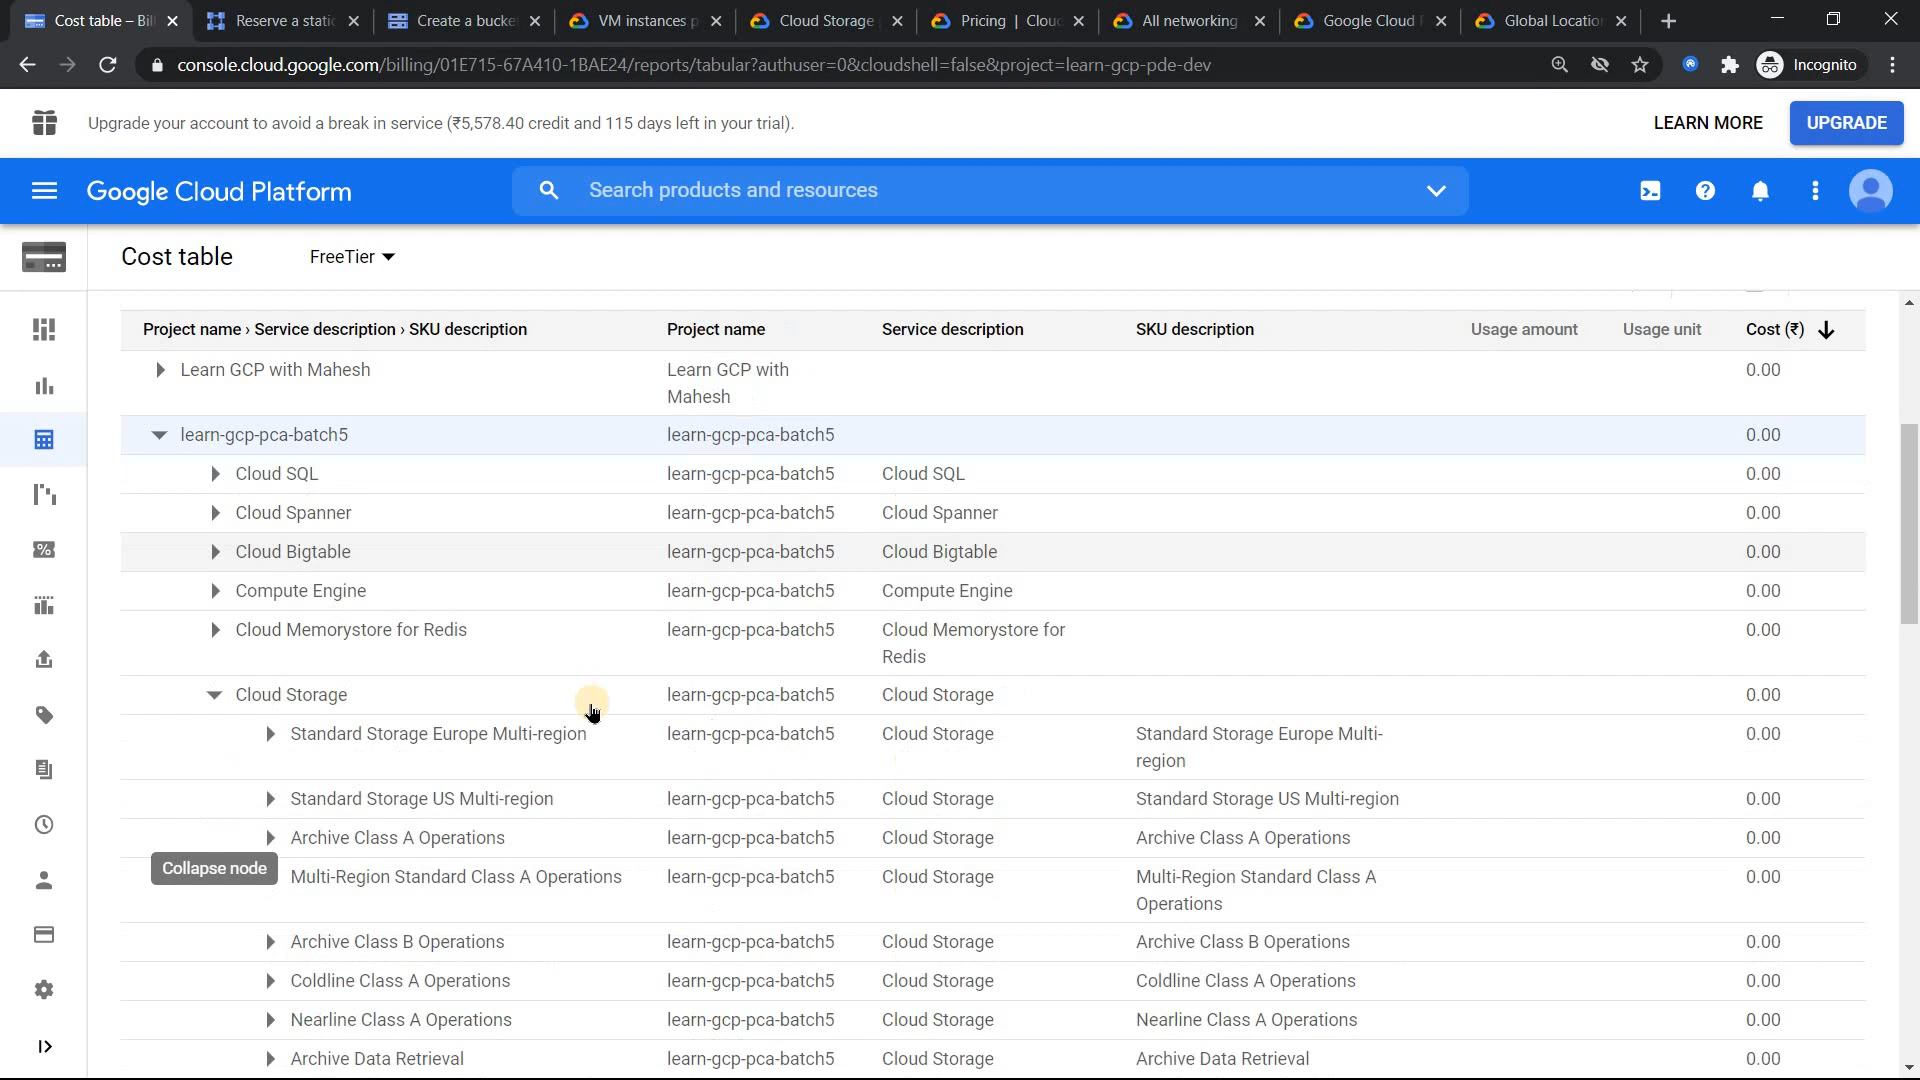 Cost table – Bil
Reserve a static
Create a bucke
VM instances p
Cloud Storage
Pricing | Clou
All networking
Google Cloud
Global Locatio
console.cloud.google.com/billing/01E715-67A410-1BAE24/reports/tabular?authuser=0&cloudshell=false&project=learn-gcp-pde-dev
Incognito
Upgrade your account to avoid a break in service (₹5,578.40 credit and 115 days left in your trial).
LEARN MORE
UPGRADE
Google Cloud Platform
Search products and resources
Cost table
FreeTier
Project name › Service description › SKU description Project name Service description SKU description Usage amount Usage unit Cost (₹)
Learn GCP with Mahesh Learn GCP with 0.00
Mahesh
learn-gcp-pca-batch5 learn-gcp-pca-batch5 0.00
Cloud SQL learn-gcp-pca-batch5 Cloud SQL 0.00
Cloud Spanner learn-gcp-pca-batch5 Cloud Spanner 0.00
Cloud Bigtable learn-gcp-pca-batch5 Cloud Bigtable 0.00
Compute Engine learn-gcp-pca-batch5 Compute Engine 0.00
Cloud Memorystore for Redis learn-gcp-pca-batch5 Cloud Memorystore for 0.00
Redis
Cloud Storage learn-gcp-pca-batch5 Cloud Storage 0.00
Standard Storage Europe Multi-region learn-gcp-pca-batch5 Cloud Storage Standard Storage Europe Multi- 0.00
region
Standard Storage US Multi-region learn-gcp-pca-batch5 Cloud Storage Standard Storage US Multi-region 0.00
Archive Class A Operations learn-gcp-pca-batch5 Cloud Storage Archive Class A Operations 0.00
Collapse node
Multi-Region Standard Class A Operations learn-gcp-pca-batch5 Cloud Storage Multi-Region Standard Class A 0.00
Operations
Archive Class B Operations learn-gcp-pca-batch5 Cloud Storage Archive Class B Operations 0.00
Coldline Class A Operations learn-gcp-pca-batch5 Cloud Storage Coldline Class A Operations 0.00
Nearline Class A Operations learn-gcp-pca-batch5 Cloud Storage Nearline Class A Operations 0.00
Archive Data Retrieval learn-gcp-pca-batch5 Cloud Storage Archive Data Retrieval 0.00